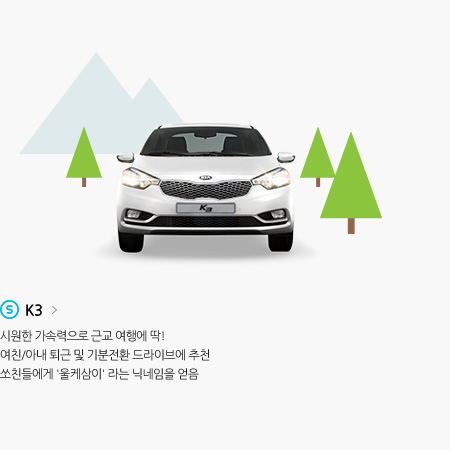 KIA
K3
S K3 >
시원한 가속력으로 근교 여행에 딱!
여친/아내 퇴근 및 기분전환 드라이브에 추천
쏘친들에게 '울케삼이' 라는 닉네임을 얻음